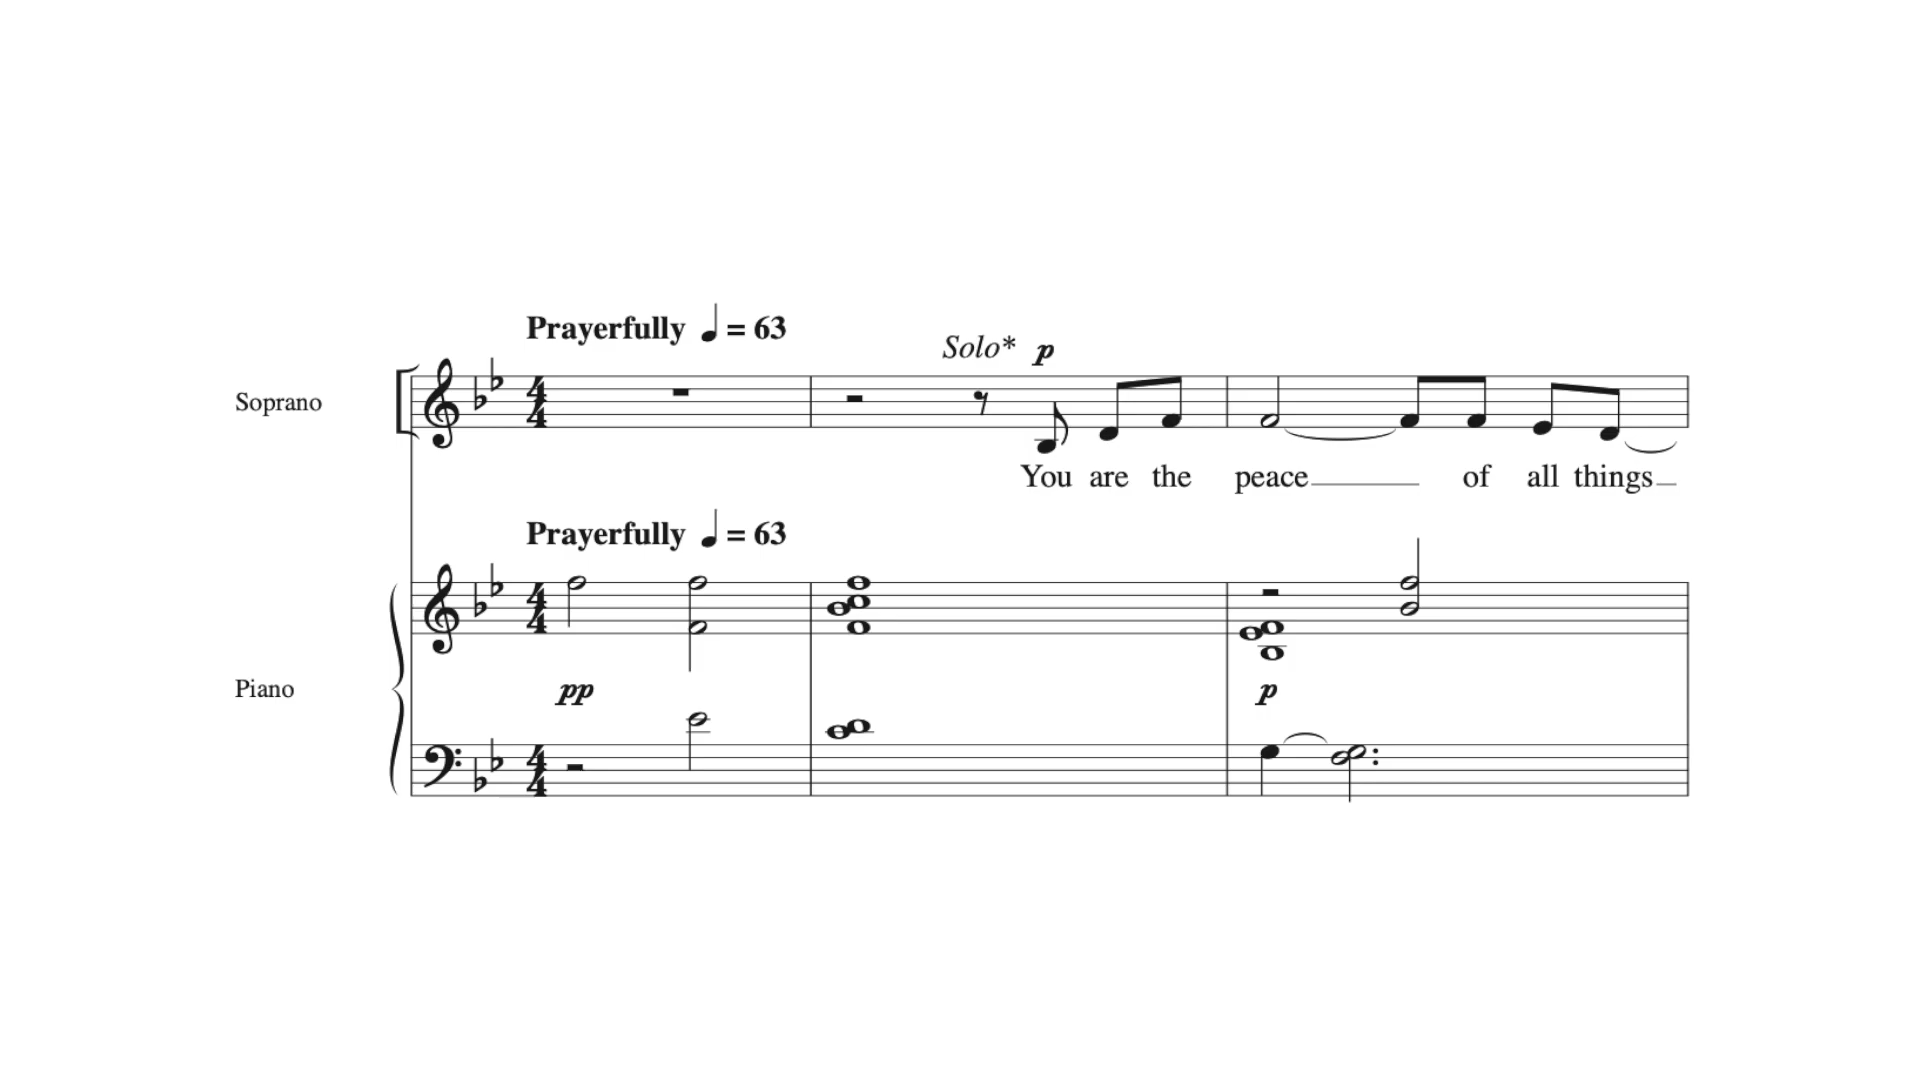 Prayerfully ♩ = 63
Solo* p
Soprano
You are the peace of all things
Prayerfully ♩ = 63
Piano
pp p